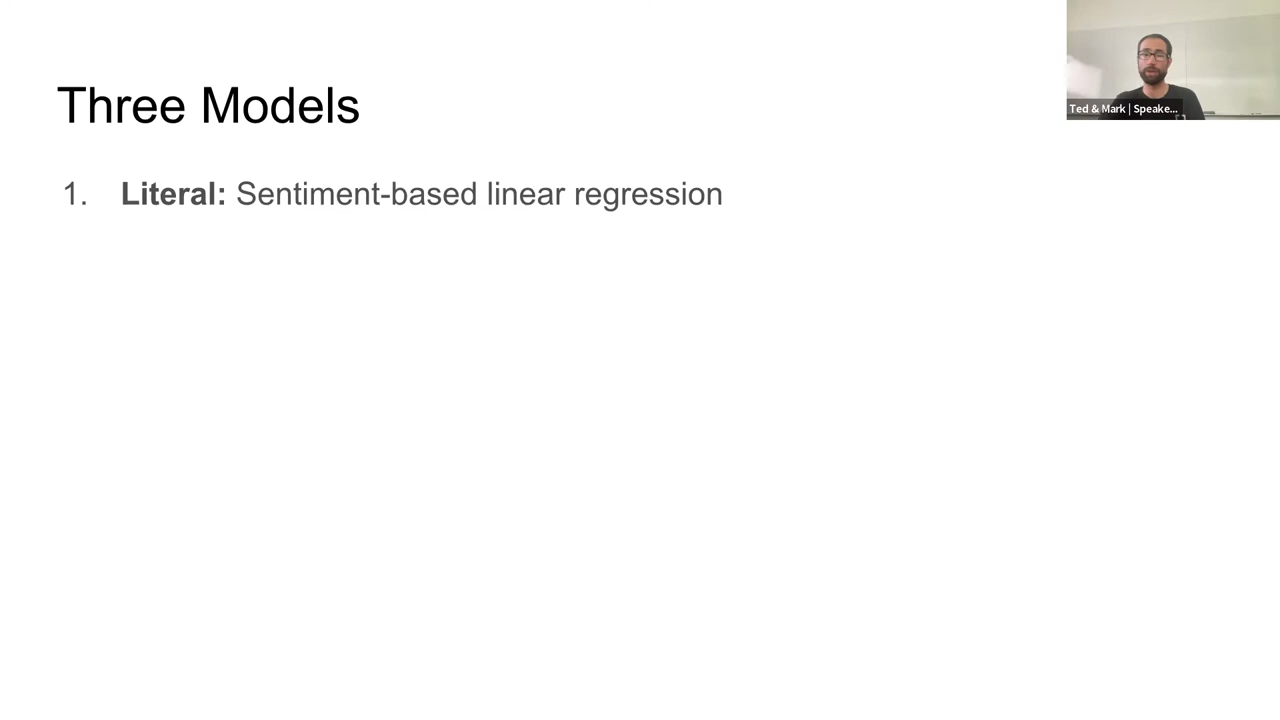 Three Models
Ted & Mark | Speake...
1. Literal: Sentiment-based linear regression